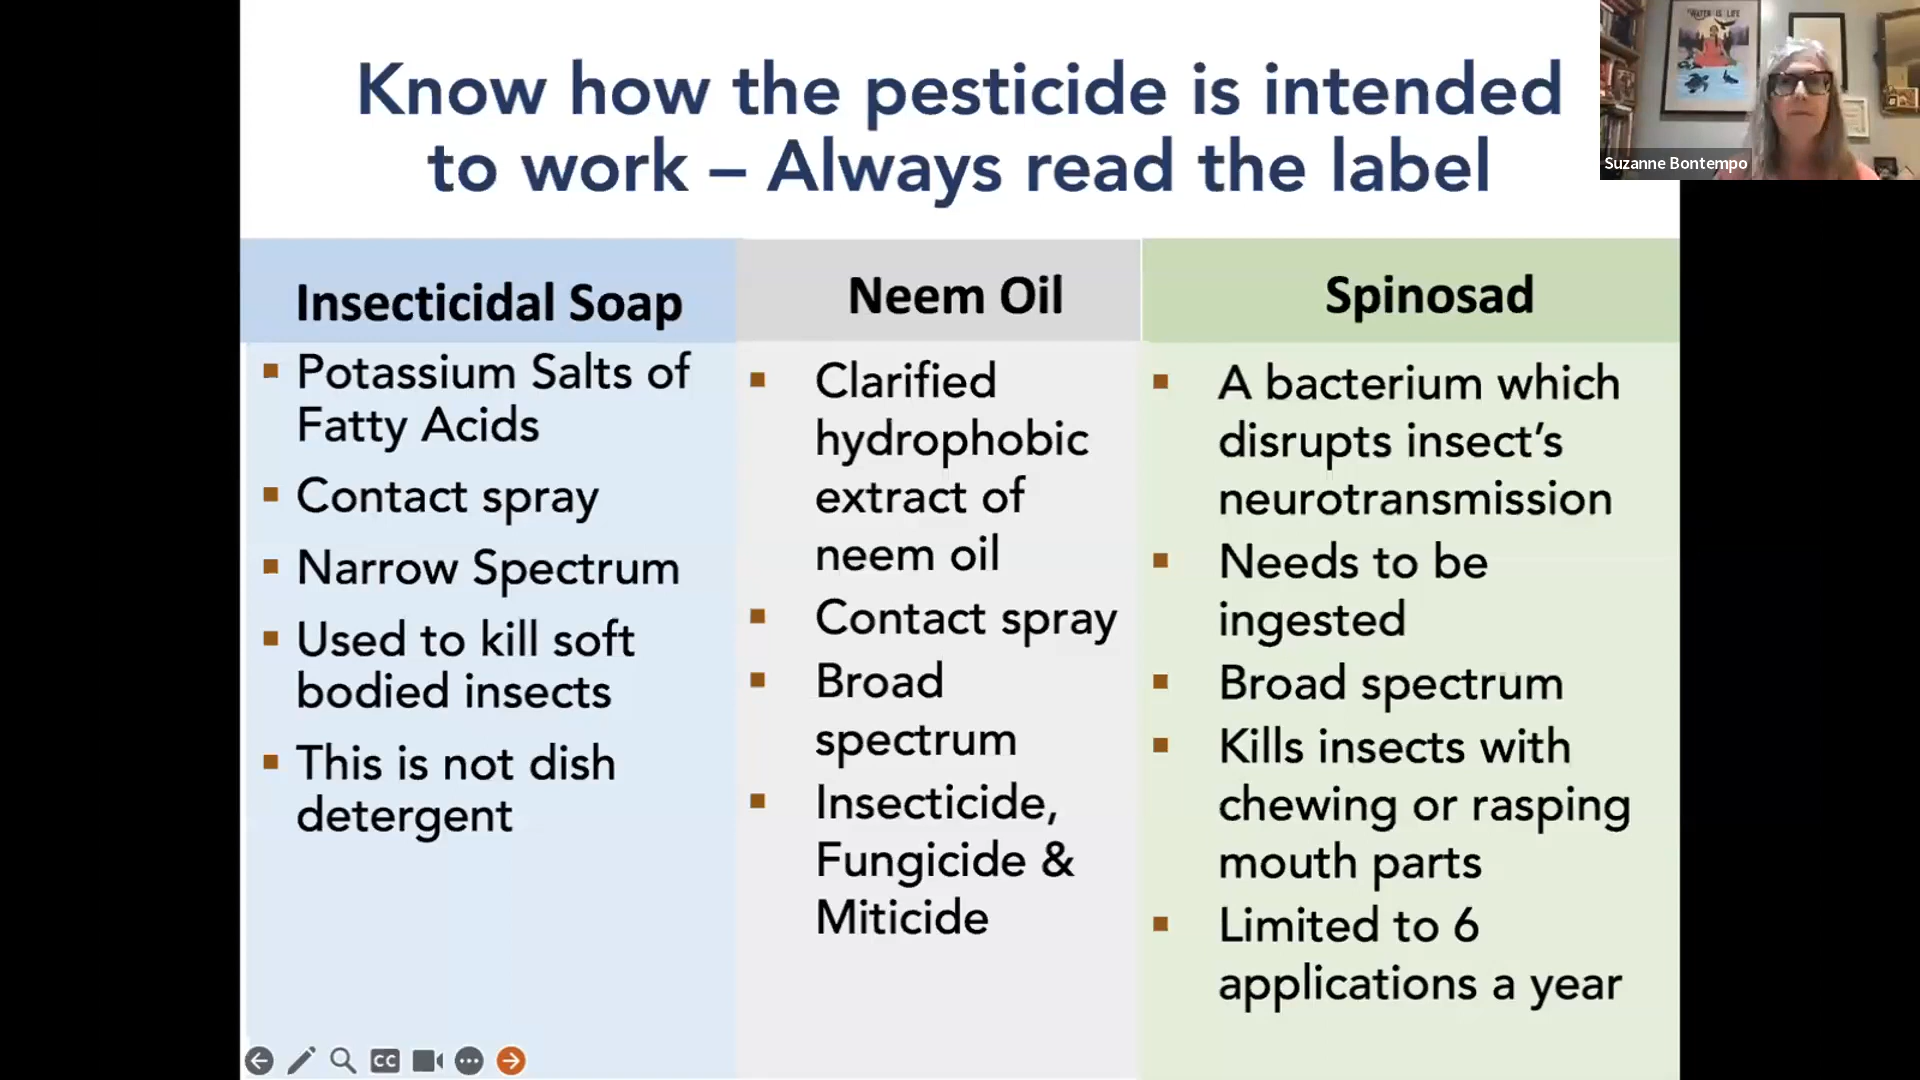 Know how the pesticide is intended
to work – Always read the label
"WATER IS LIFE
Suzanne Bontempo
Insecticidal Soap
▪ Potassium Salts of
Fatty Acids
▪ Contact spray
▪ Narrow Spectrum
▪ Used to kill soft
bodied insects
▪ This is not dish
detergent
Neem Oil
▪ Clarified
hydrophobic
extract of
neem oil
▪ Contact spray
▪ Broad
spectrum
▪ Insecticide,
Fungicide &
Miticide
Spinosad
▪ A bacterium which
disrupts insect's
neurotransmission
▪ Needs to be
ingested
▪ Broad spectrum
▪ Kills insects with
chewing or rasping
mouth parts
▪ Limited to 6
applications a year
CC